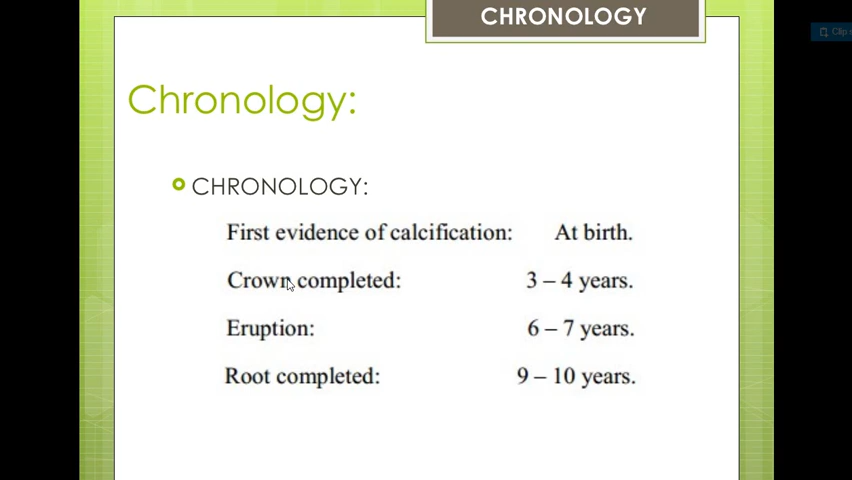 CHRONOLOGY
Clip
Chronology:
CHRONOLOGY:
First evidence of calcification: At birth.
Crown completed: 3 – 4 years.
Eruption: 6 – 7 years.
Root completed: 9 – 10 years.